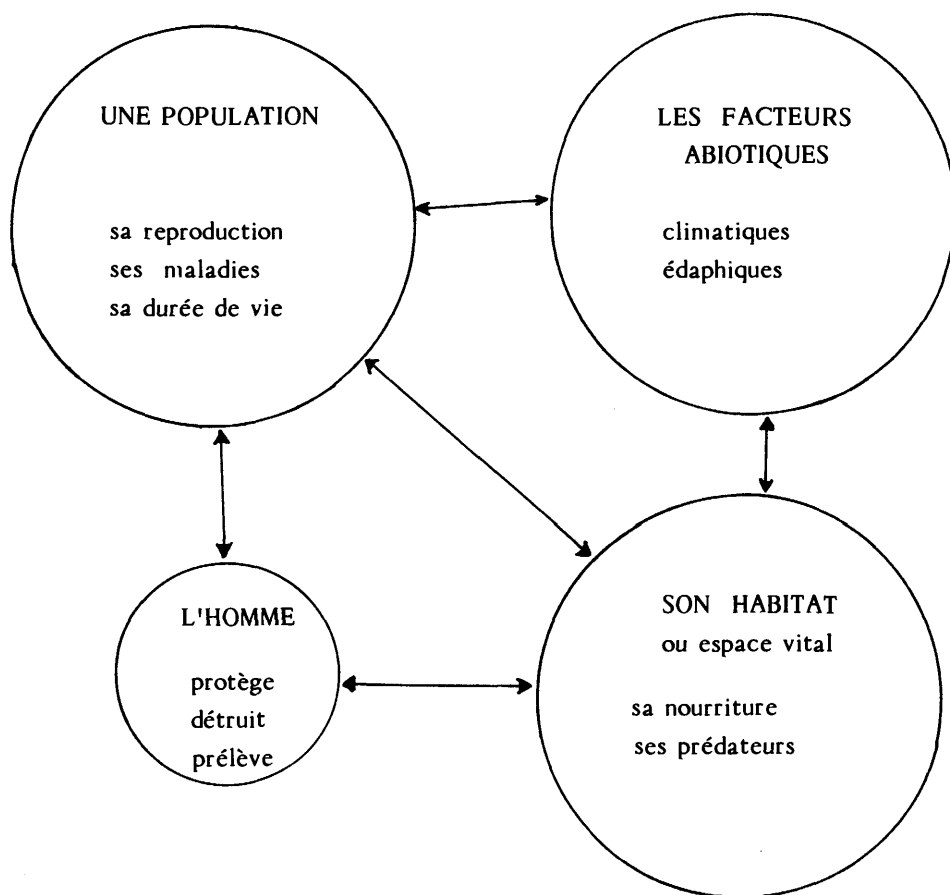 UNE POPULATION
sa reproduction
ses maladies
sa durée de vie
LES FACTEURS
ABIOTIQUES
climatiques
édaphiques
L'HOMME
protège
détruit
prélève
SON HABITAT
ou espace vital
sa nourriture
ses prédateurs